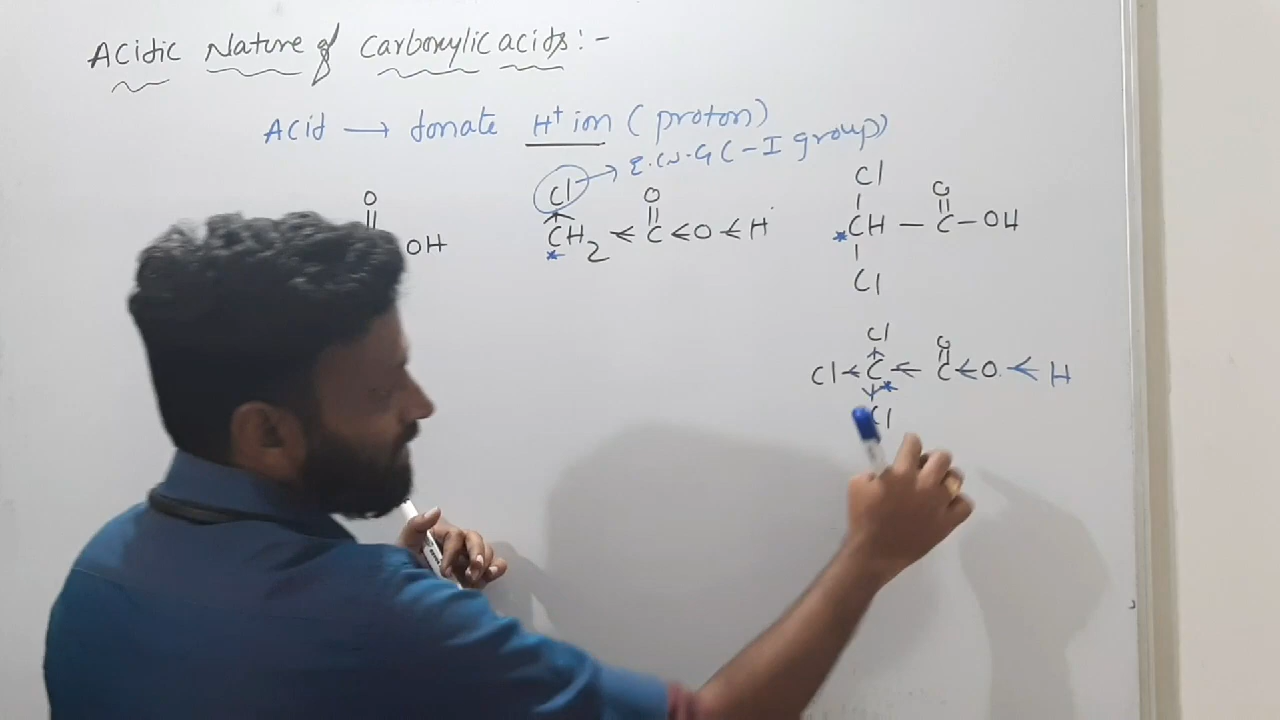 Acidic Nature of Carboxylic acids:-
Acid → donate H+ ion (proton)
Cl → E.W.G (-I group)
O
OH
CH2 < C < O < H
O
Cl
CH — C — OH
O
Cl
Cl
Cl < C < C < O < H
O
Cl